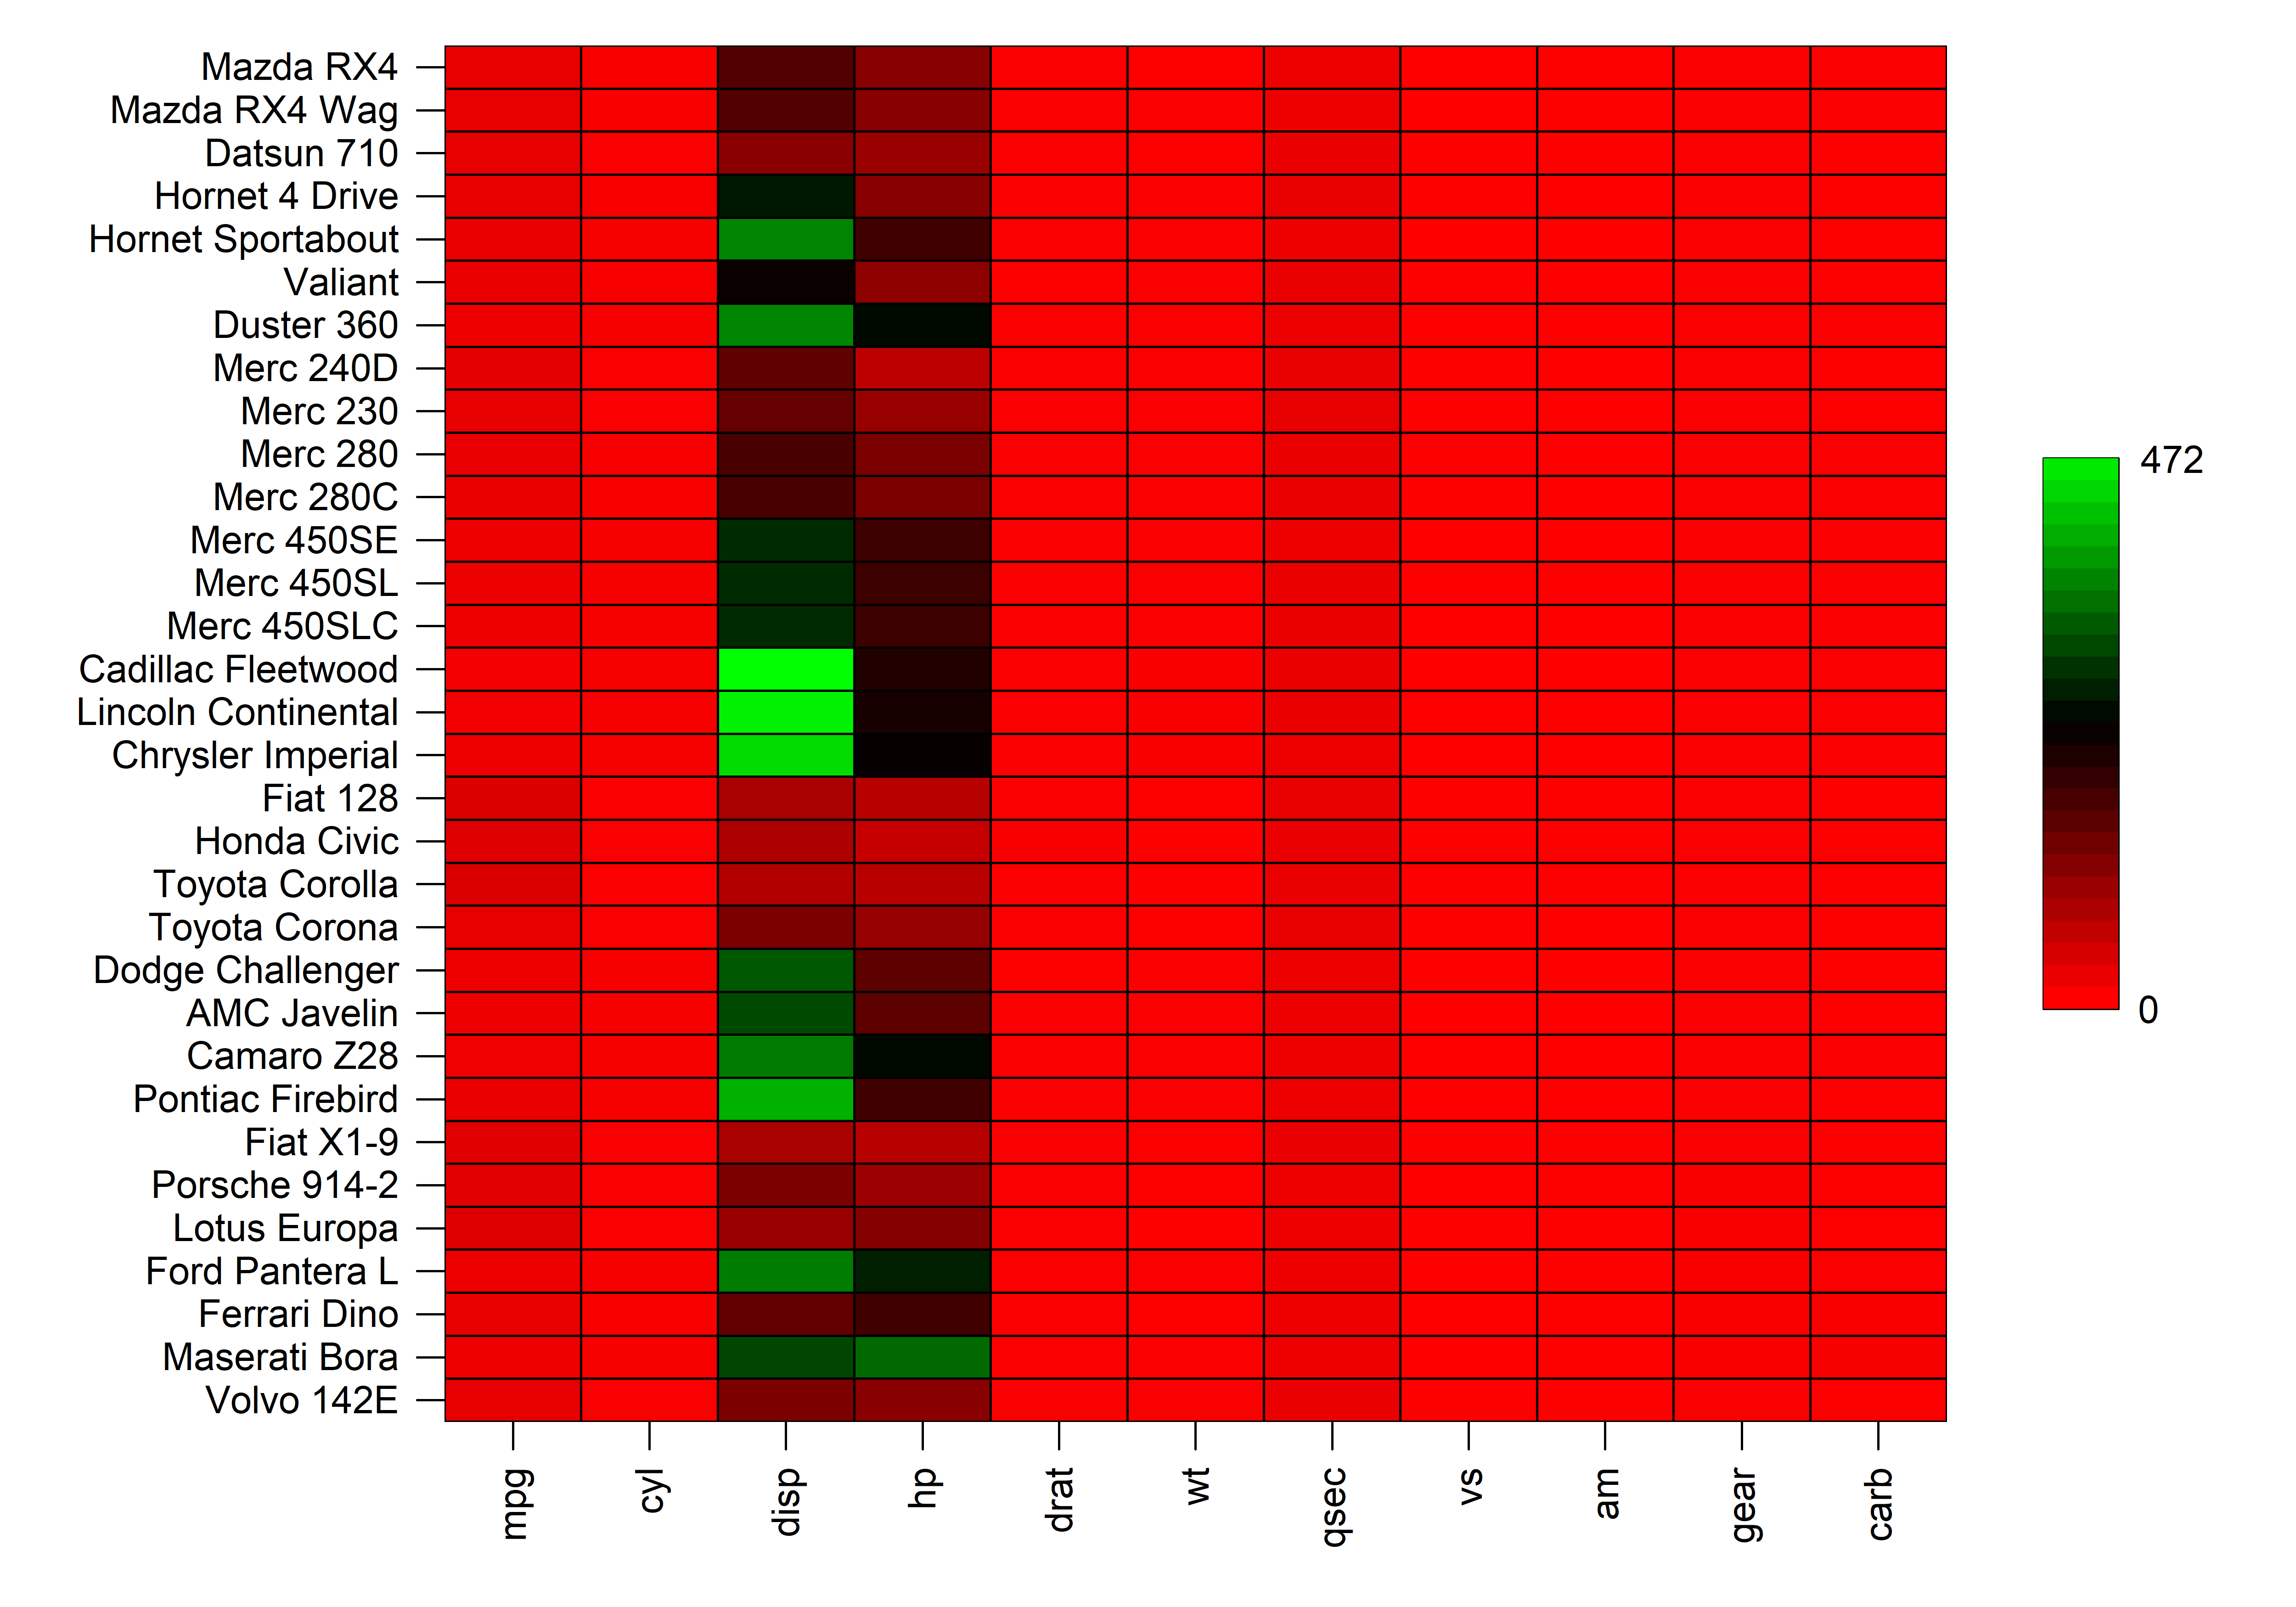 Mazda RX4
Mazda RX4 Wag
Datsun 710
Hornet 4 Drive
Hornet Sportabout
Valiant
Duster 360
Merc 240D
Merc 230
Merc 280
Merc 280C
Merc 450SE
Merc 450SL
Merc 450SLC
Cadillac Fleetwood
Lincoln Continental
Chrysler Imperial
Fiat 128
Honda Civic
Toyota Corolla
Toyota Corona
Dodge Challenger
AMC Javelin
Camaro Z28
Pontiac Firebird
Fiat X1-9
Porsche 914-2
Lotus Europa
Ford Pantera L
Ferrari Dino
Maserati Bora
Volvo 142E
mpg
cyl
disp
hp
drat
wt
qsec
vs
am
gear
carb
472
0